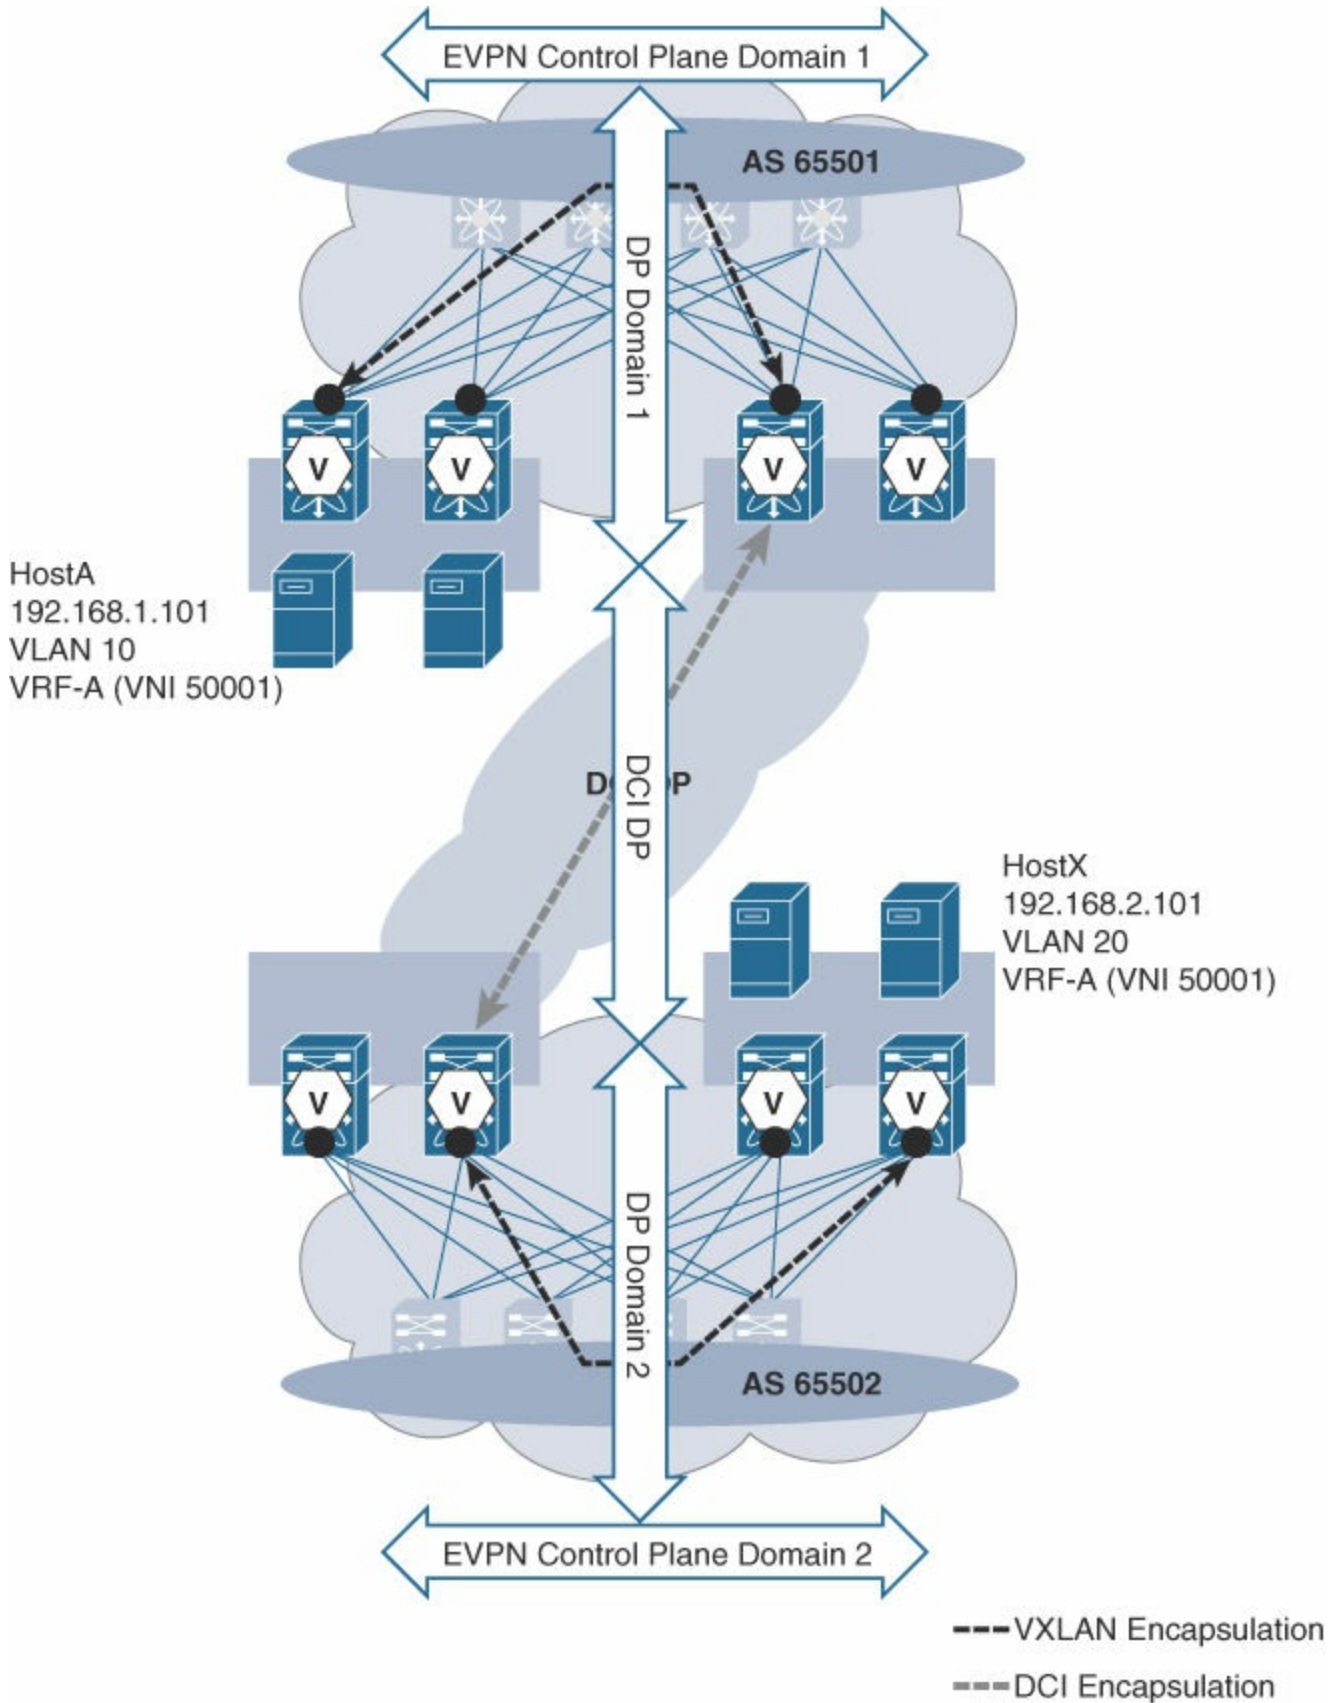 EVPN Control Plane Domain 1
AS 65501
DP Domain 1
V
V
V
V
HostA
192.168.1.101
VLAN 10
VRF-A (VNI 50001)
DCI DP
HostX
192.168.2.101
VLAN 20
VRF-A (VNI 50001)
V
V
V
V
DP Domain 2
AS 65502
EVPN Control Plane Domain 2
VXLAN Encapsulation
DCI Encapsulation